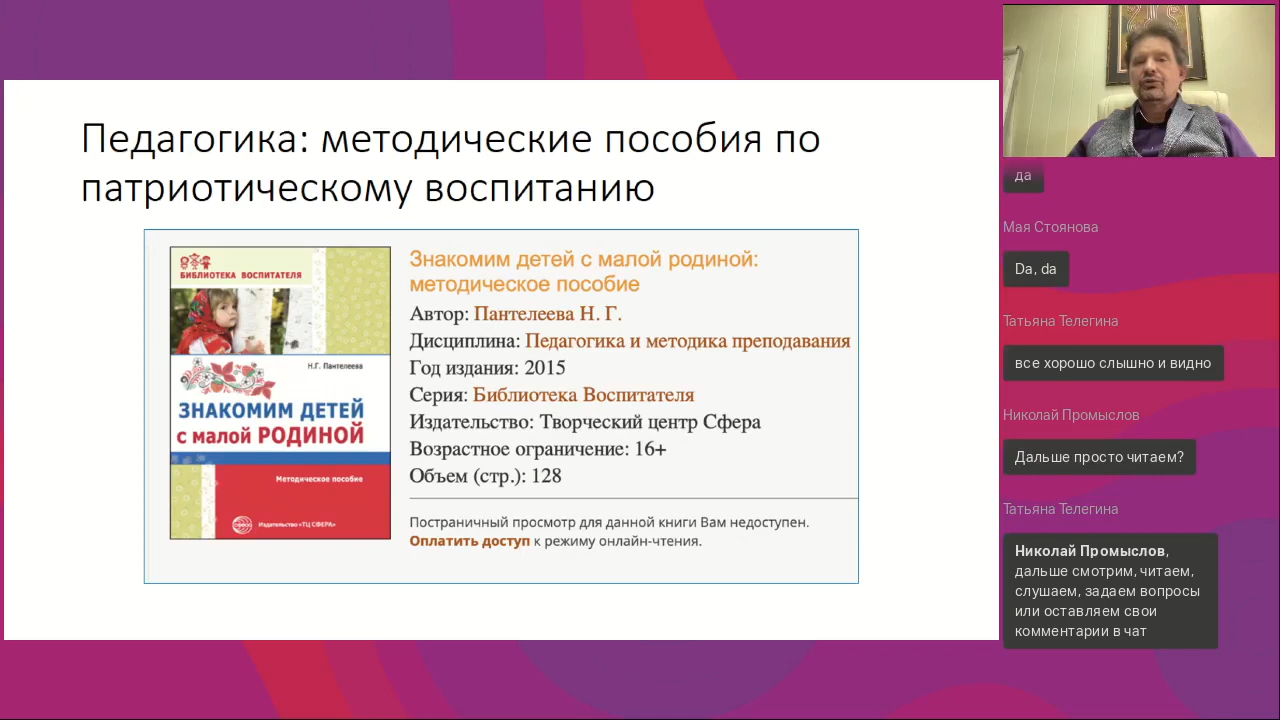 Педагогика: методические пособия по
патриотическому воспитанию
БИБЛИОТЕКА ВОСПИТАТЕЛЯ
Н.Г. Пантелеева
ЗНАКОМИМ ДЕТЕЙ
с малой РОДИНОЙ
Методическое пособие
Издательство «ТЦ СФЕРА»
Знакомим детей с малой родиной:
методическое пособие
Автор: Пантелеева Н. Г.
Дисциплина: Педагогика и методика преподавания
Год издания: 2015
Серия: Библиотека Воспитателя
Издательство: Творческий центр Сфера
Возрастное ограничение: 16+
Объем (стр.): 128
Постраничный просмотр для данной книги Вам недоступен.
Оплатить доступ к режиму онлайн-чтения.
да
Мая Стоянова
Da, da
Татьяна Телегина
все хорошо слышно и видно
Николай Промыслов
Дальше просто читаем?
Татьяна Телегина
Николай Промыслов,
дальше смотрим, читаем,
слушаем, задаем вопросы
или оставляем свои
комментарии в чат